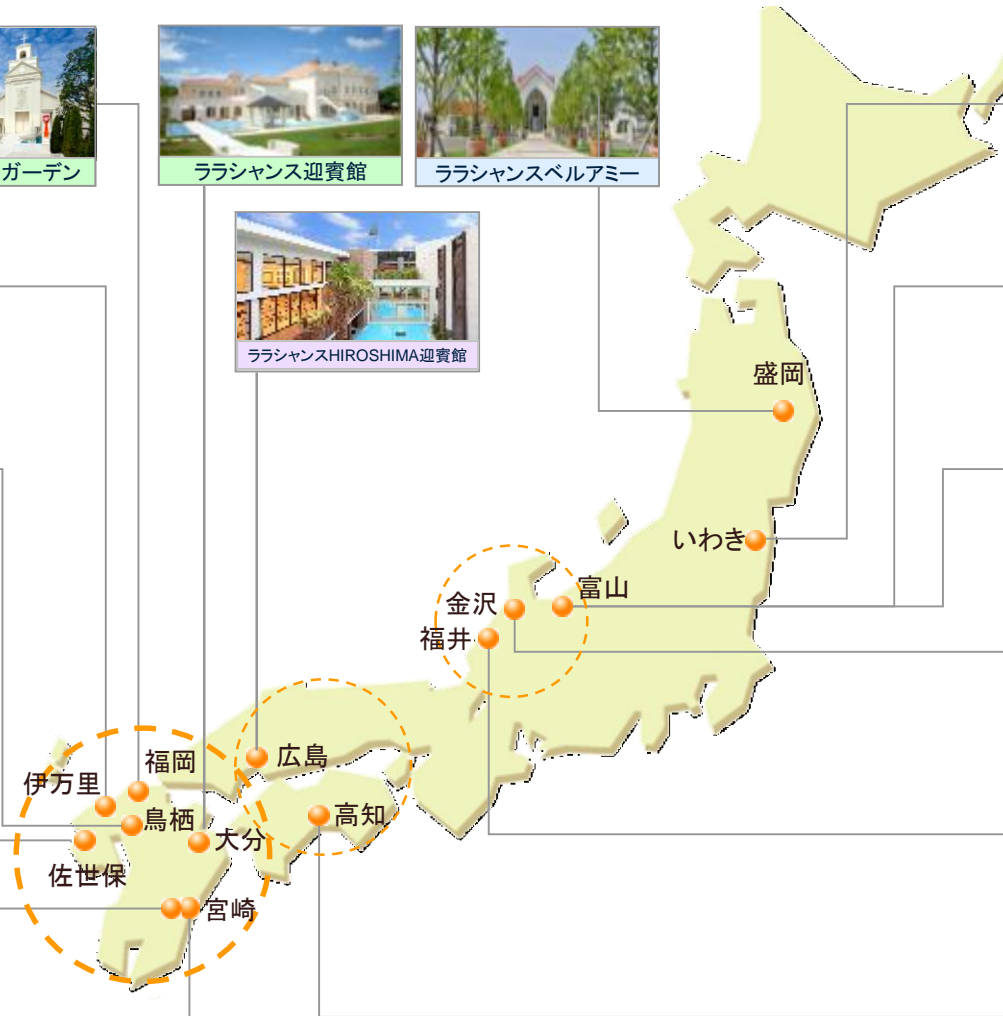 ガーデン
ララシャンス迎賓館
ララシャンスベルアミー
ララシャンスHIROSHIMA迎賓館
盛岡
いわき
富山
金沢
福井
広島
福岡
伊万里
高知
鳥栖
大分
佐世保
宮崎